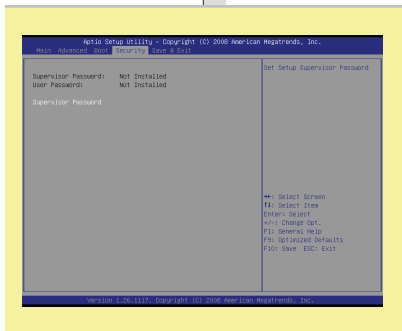 Aptio Setup Utility - Copyright (C) 2008 American Megatrends, Inc.
Main Advanced Boot Security Save & Exit
Set Setup Supervisor Password
Supervisor Password: Not Installed
User Password: Not Installed
Supervisor Password
→←: Select Screen
↑↓: Select Item
Enter: Select
+/-: Change Opt.
F1: General Help
F9: Optimized Defaults
F10: Save ESC: Exit
Version 1.26.1117. Copyright (C) 2008 American Megatrends, Inc.